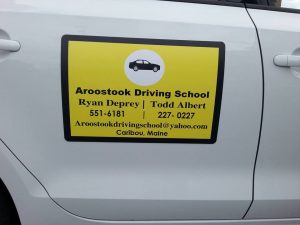 Aroostook Driving School
Ryan Deprey | Todd Albert
551-6181 | 227-0227
Aroostookdrivingschool@yahoo.com
Caribou, Maine